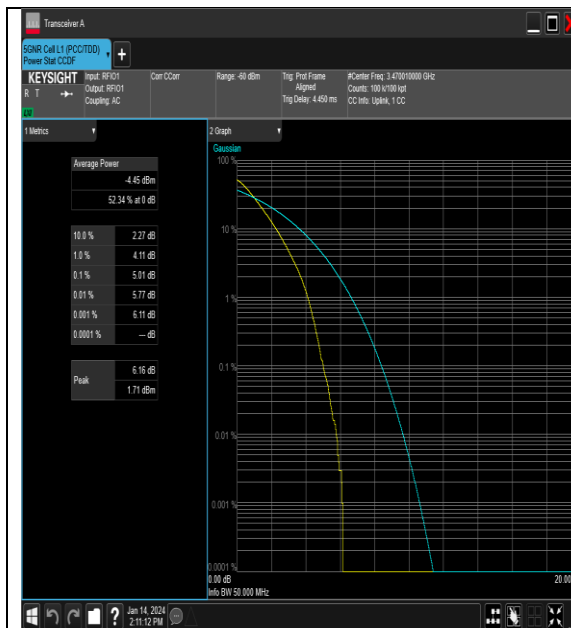 Transceiver A
5GNR Cell L1 (PCC/TDD)
Power Stat CCDF
+
KEYSIGHT
R T
Input: RFIO1
Output: RFIO1
Coupling: AC
Corr CCorr
Range: -60 dBm
Trig: Prot Frame
Aligned
Trig Delay: 4.450 ms
#Center Freq: 3.470010000 GHz
Counts: 100 k/100 kpt
CC Info: Uplink, 1 CC
1 Metrics
Average Power
-4.45 dBm
52.34 % at 0 dB
10.0 % 2.27 dB
1.0 % 4.11 dB
0.1 % 5.01 dB
0.01 % 5.77 dB
0.001 % 6.11 dB
0.0001 % --- dB
Peak
6.16 dB
1.71 dBm
2 Graph
Gaussian
100 %
10 %
1 %
0.1 %
0.01 %
0.001 %
0.0001 %
0.00 dB
20.00
Info BW 50.000 MHz
?
Jan 14, 2024
2:11:12 PM